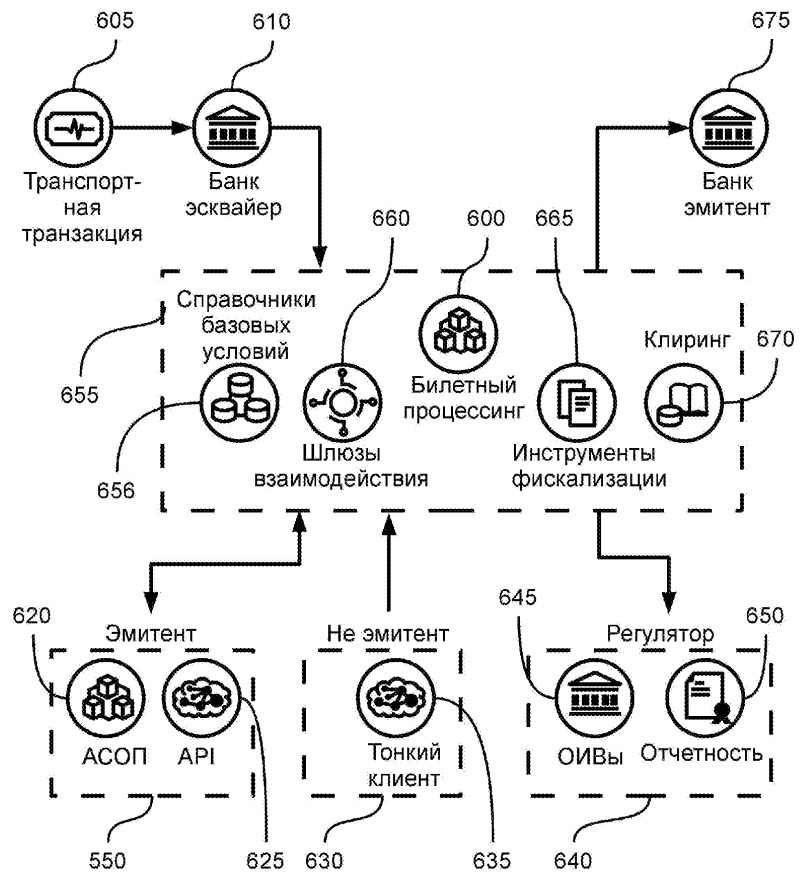 605
610
675
Транспорт-
ная
транзакция
Банк
эсквайер
Банк
эмитент
660
600
665
Справочники
базовых
условий
Клиринг
670
655
Билетный
процессинг
656
Шлюзы
взаимодействия
Инструменты
фискализации
620
Эмитент
Не эмитент
645
Регулятор
650
АСОП
API
Тонкий
клиент
ОИВы
Отчетность
550
625
630
635
640